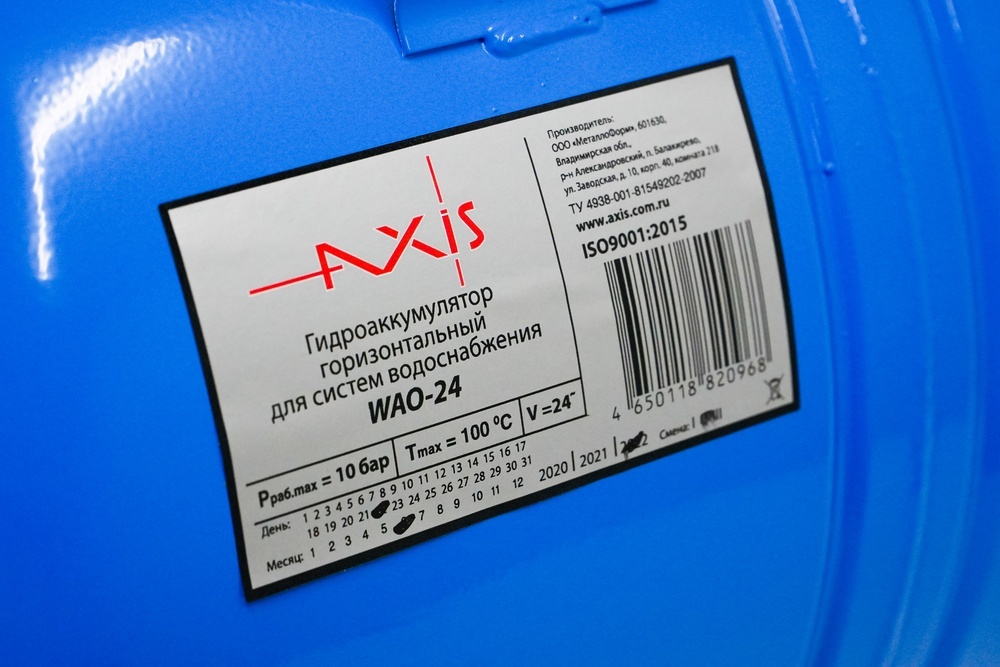 AXIS
Гидроаккумулятор
горизонтальный
для систем водоснабжения
WAO-24
Pраб.max = 10 бар
Tmax = 100 ºC
V =24
День: 1 2 3 4 5 6 7 8 9 10 11 12 13 14 15 16 17
18 19 20 21 23 24 25 26 27 28 29 30 31
Месяц: 1 2 3 4 5 7 8 9 10 11 12
2020 | 2021 |
Смена: I
Производитель:
ООО «МеталлоФорм», 601630,
Владимирская обл.,
р-н Александровский, п. Балакирево,
ул. Заводская, д. 10, корп. 40, комната 218
ТУ 4938-001-81549202-2007
www.axis.com.ru
ISO9001:2015
4 650118 820968